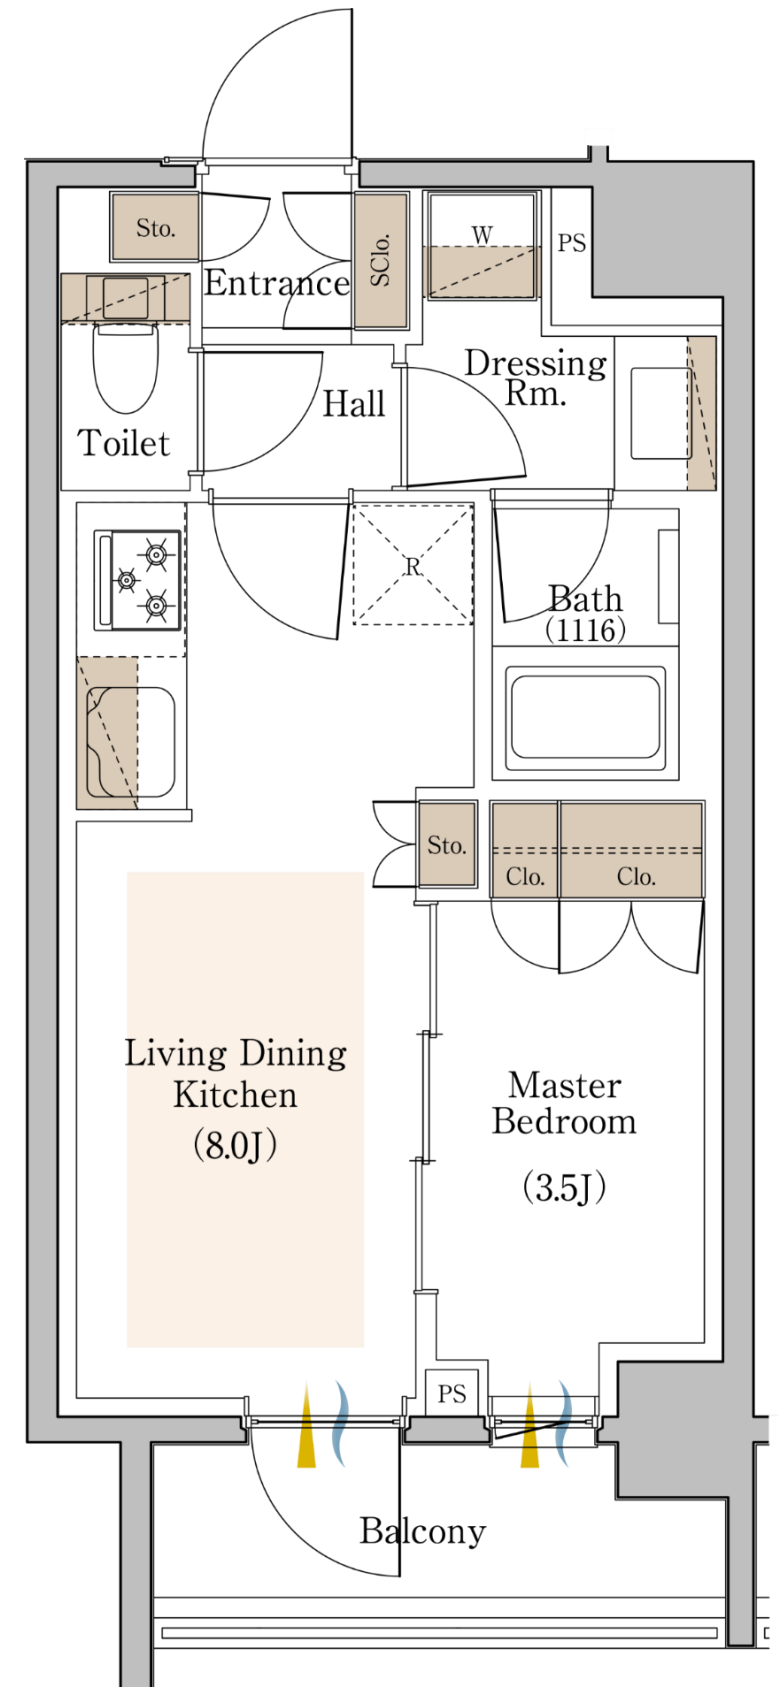 Sto.
W
PS
SClo.
Entrance
Dressing
Rm.
Hall
Toilet
R
Bath
(1116)
Sto.
Clo.
Clo.
Living Dining
Kitchen
(8.0J)
Master
Bedroom
(3.5J)
PS
Balcony